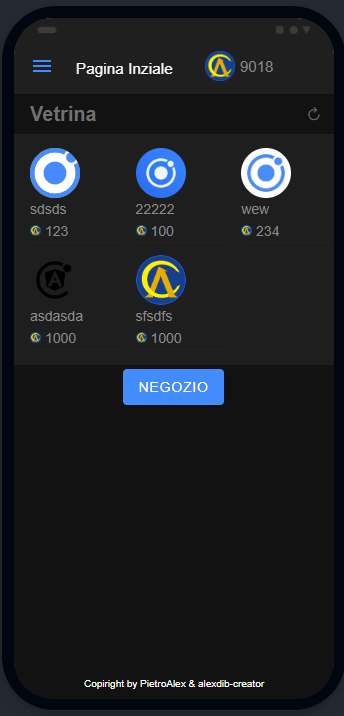 Pagina Inziale 9018
Vetrina
sdsds 22222 wew
123 100 234
asdasda sfsdfs
1000 1000
NEGOZIO
Copiright by PietroAlex & alexdib-creator